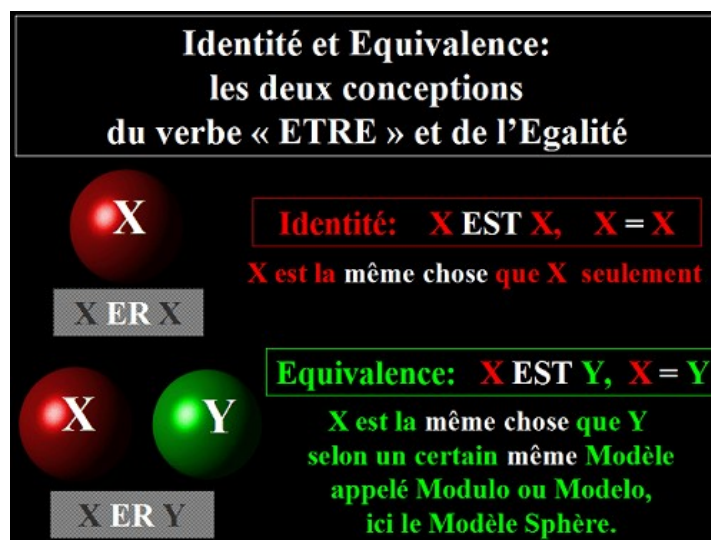 Identité et Equivalence:
les deux conceptions
du verbe « ETRE » et de l’Egalité
X
Identité: X EST X, X = X
X est la même chose que X seulement
X ER X
X Y
Equivalence: X EST Y, X = Y
X est la même chose que Y
selon un certain même Modèle
appelé Modulo ou Modelo,
ici le Modèle Sphère.
X ER Y